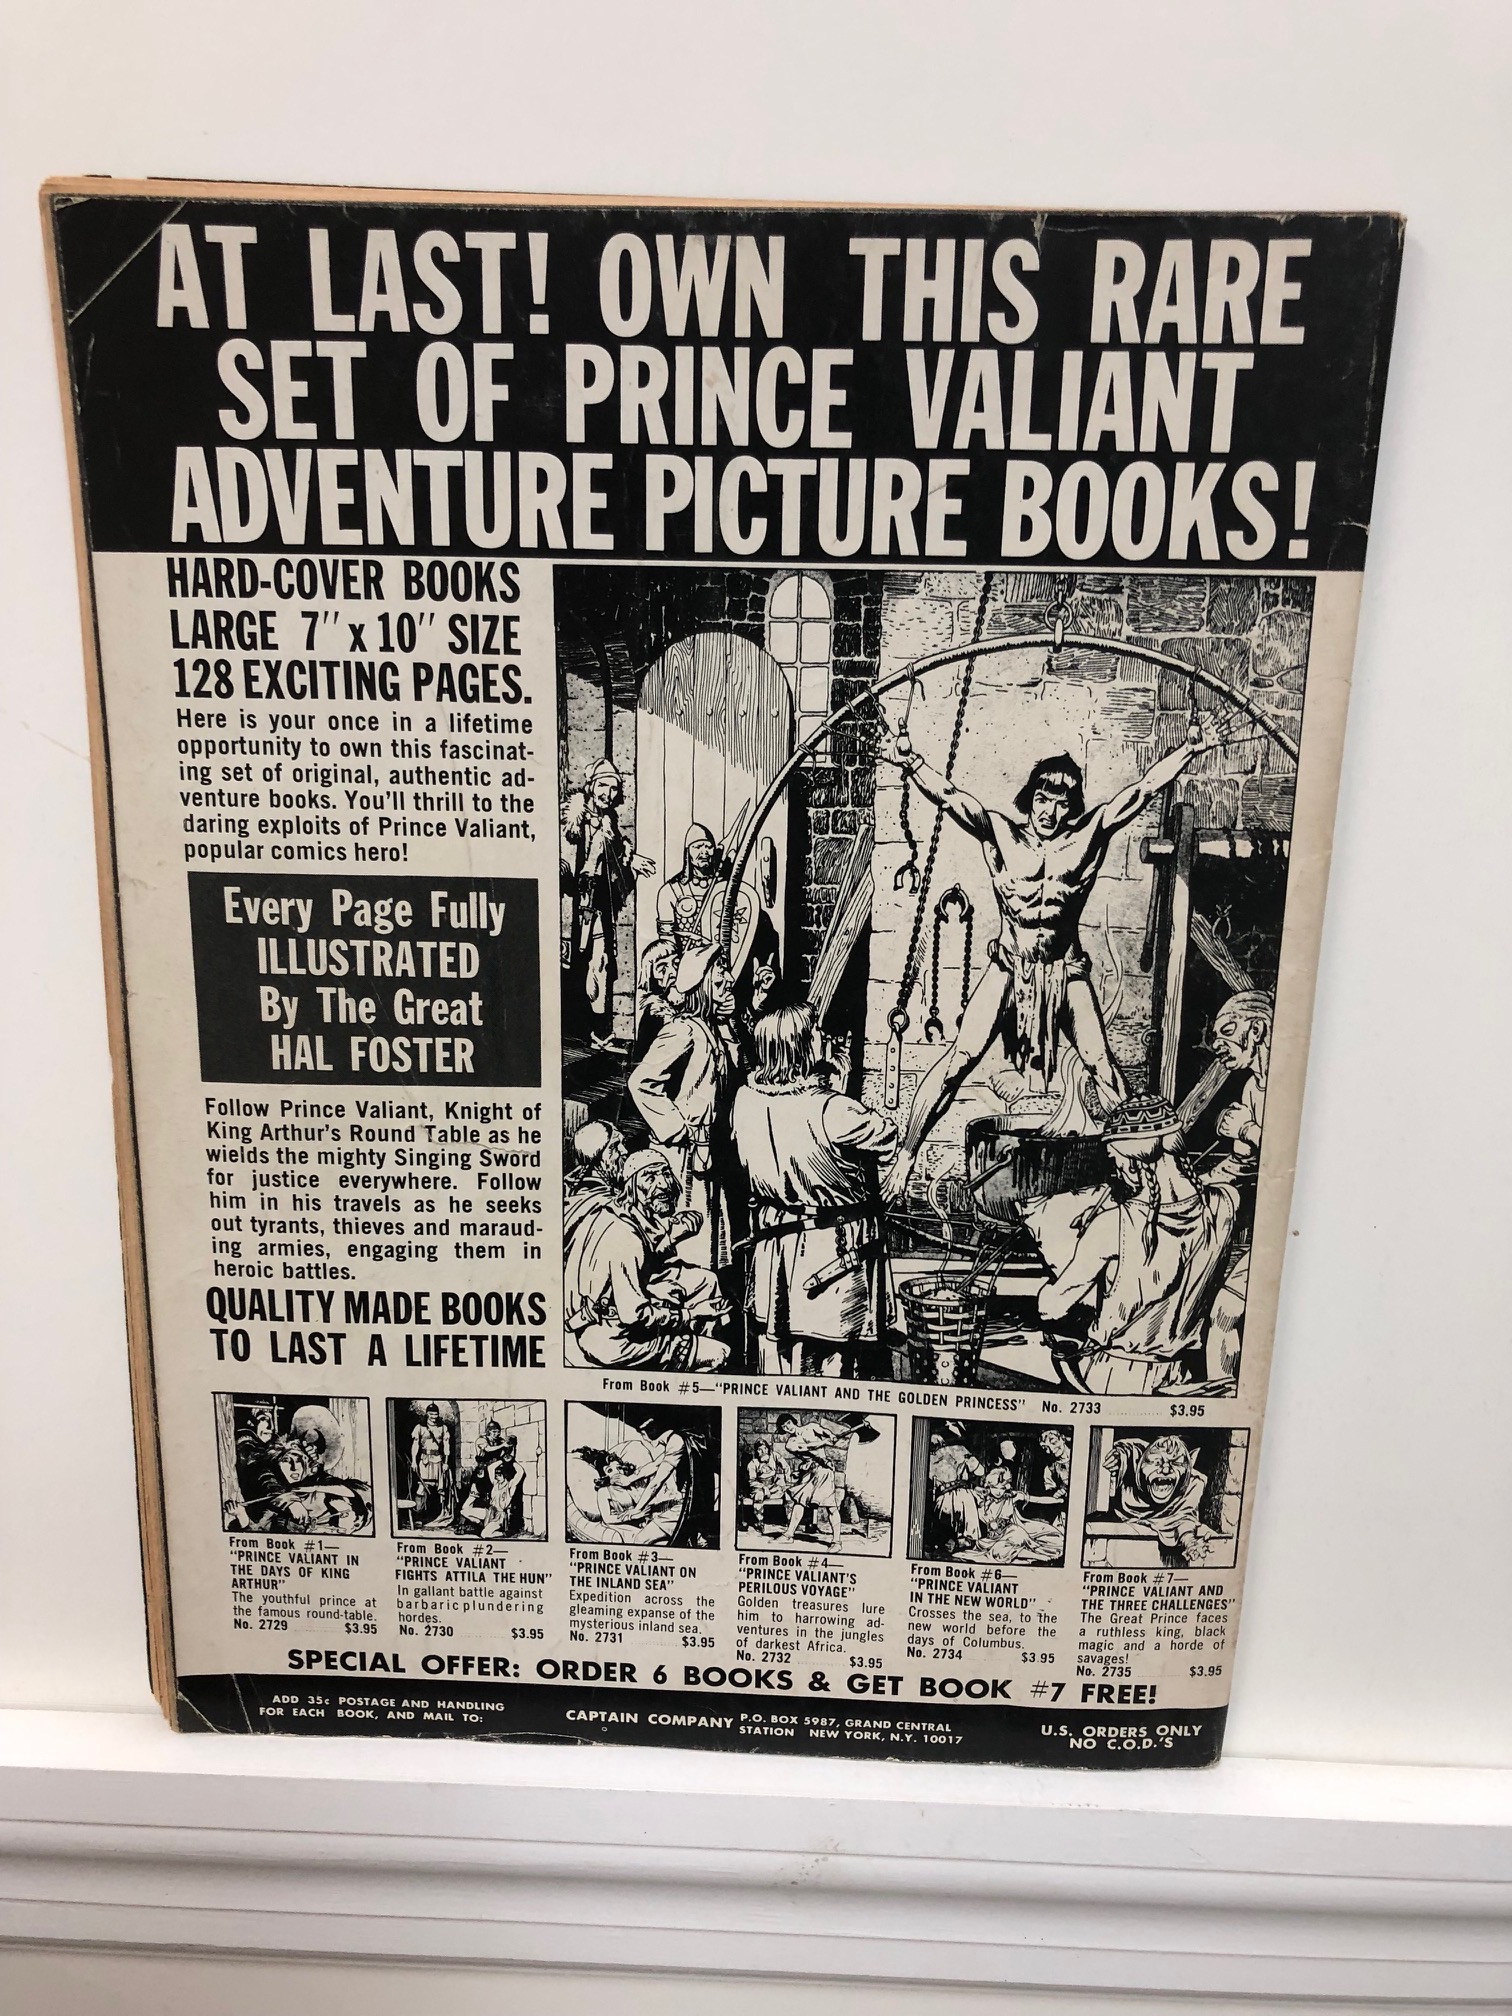 AT LAST! OWN THIS RARE
SET OF PRINCE VALIANT
ADVENTURE PICTURE BOOKS!
HARD-COVER BOOKS
LARGE 7" x 10" SIZE
128 EXCITING PAGES.
Here is your once in a lifetime
opportunity to own this fascinat-
ing set of original, authentic ad-
venture books. You'll thrill to the
daring exploits of Prince Valiant,
popular comics hero!
Every Page Fully
ILLUSTRATED
By The Great
HAL FOSTER
Follow Prince Valiant, Knight of
King Arthur's Round Table as he
wields the mighty Singing Sword
for justice everywhere. Follow
him in his travels as he seeks
out tyrants, thieves and maraud-
ing armies, engaging them in
heroic battles.
QUALITY MADE BOOKS
TO LAST A LIFETIME
From Book #5—"PRINCE VALIANT AND THE GOLDEN PRINCESS" No. 2733 ............ $3.95
From Book #1—
"PRINCE VALIANT IN
THE DAYS OF KING
ARTHUR"
The youthful prince at
the famous round-table.
No. 2729 ............ $3.95
From Book #2—
"PRINCE VALIANT
FIGHTS ATTILA THE HUN"
In gallant battle against
barbaric plundering
hordes.
No. 2730 ............ $3.95
From Book #3—
"PRINCE VALIANT ON
THE INLAND SEA"
Expedition across the
gleaming expanse of the
mysterious inland sea.
No. 2731 ............ $3.95
From Book #4—
"PRINCE VALIANT'S
PERILOUS VOYAGE"
Golden treasures lure
him to harrowing ad-
ventures in the jungles
of darkest Africa.
No. 2732 ............ $3.95
From Book #6—
"PRINCE VALIANT
IN THE NEW WORLD"
Crosses the sea, to the
new world before the
days of Columbus.
No. 2734 ............ $3.95
From Book #7—
"PRINCE VALIANT AND
THE THREE CHALLENGES"
The Great Prince faces
a ruthless king, black
magic and a horde of
savages!
No. 2735 ............ $3.95
SPECIAL OFFER: ORDER 6 BOOKS & GET BOOK #7 FREE!
ADD 35¢ POSTAGE AND HANDLING
FOR EACH BOOK, AND MAIL TO:
CAPTAIN COMPANY P.O. BOX 5987, GRAND CENTRAL
STATION NEW YORK, N.Y. 10017
U.S. ORDERS ONLY
NO C.O.D.'S